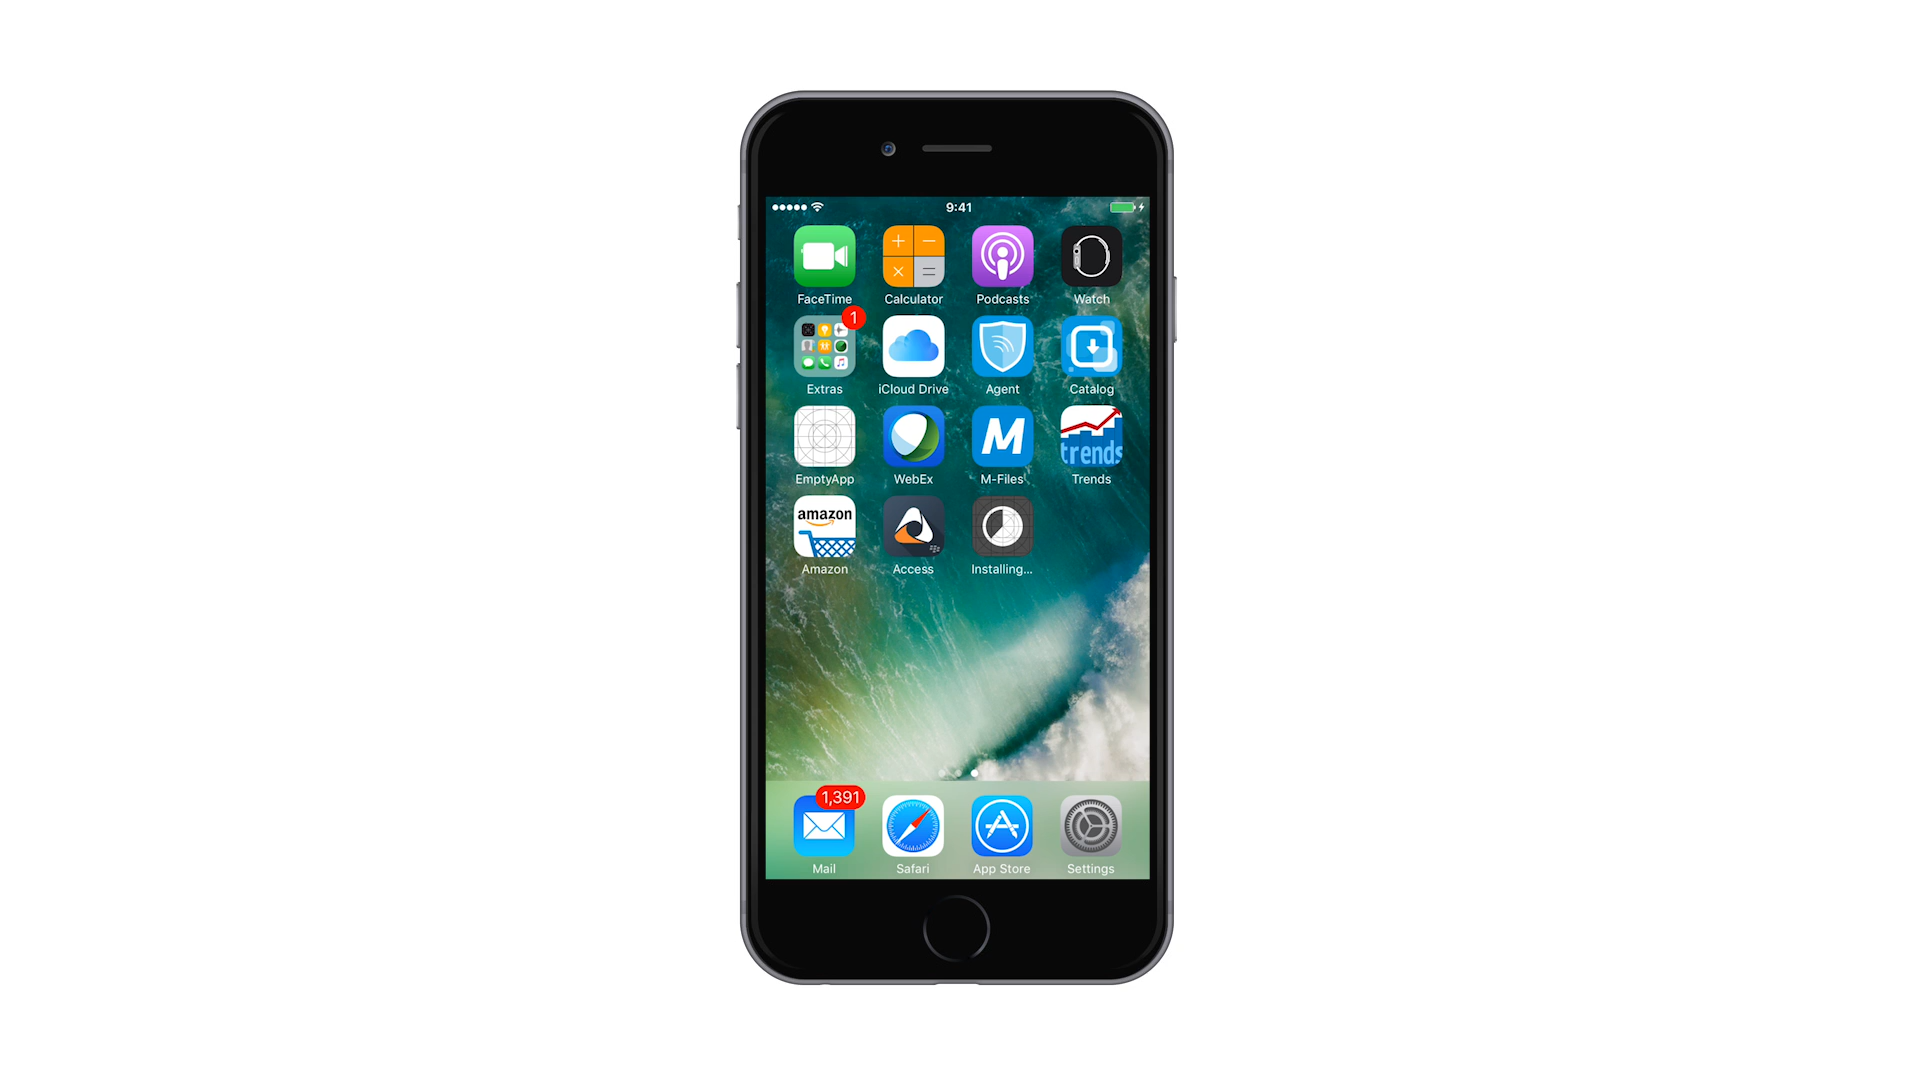 9:41
FaceTime Calculator Podcasts Watch
1
Extras iCloud Drive Agent Catalog
trends
EmptyApp WebEx M-Files Trends
amazon
Amazon Access Installing...
1,391
Mail Safari App Store Settings